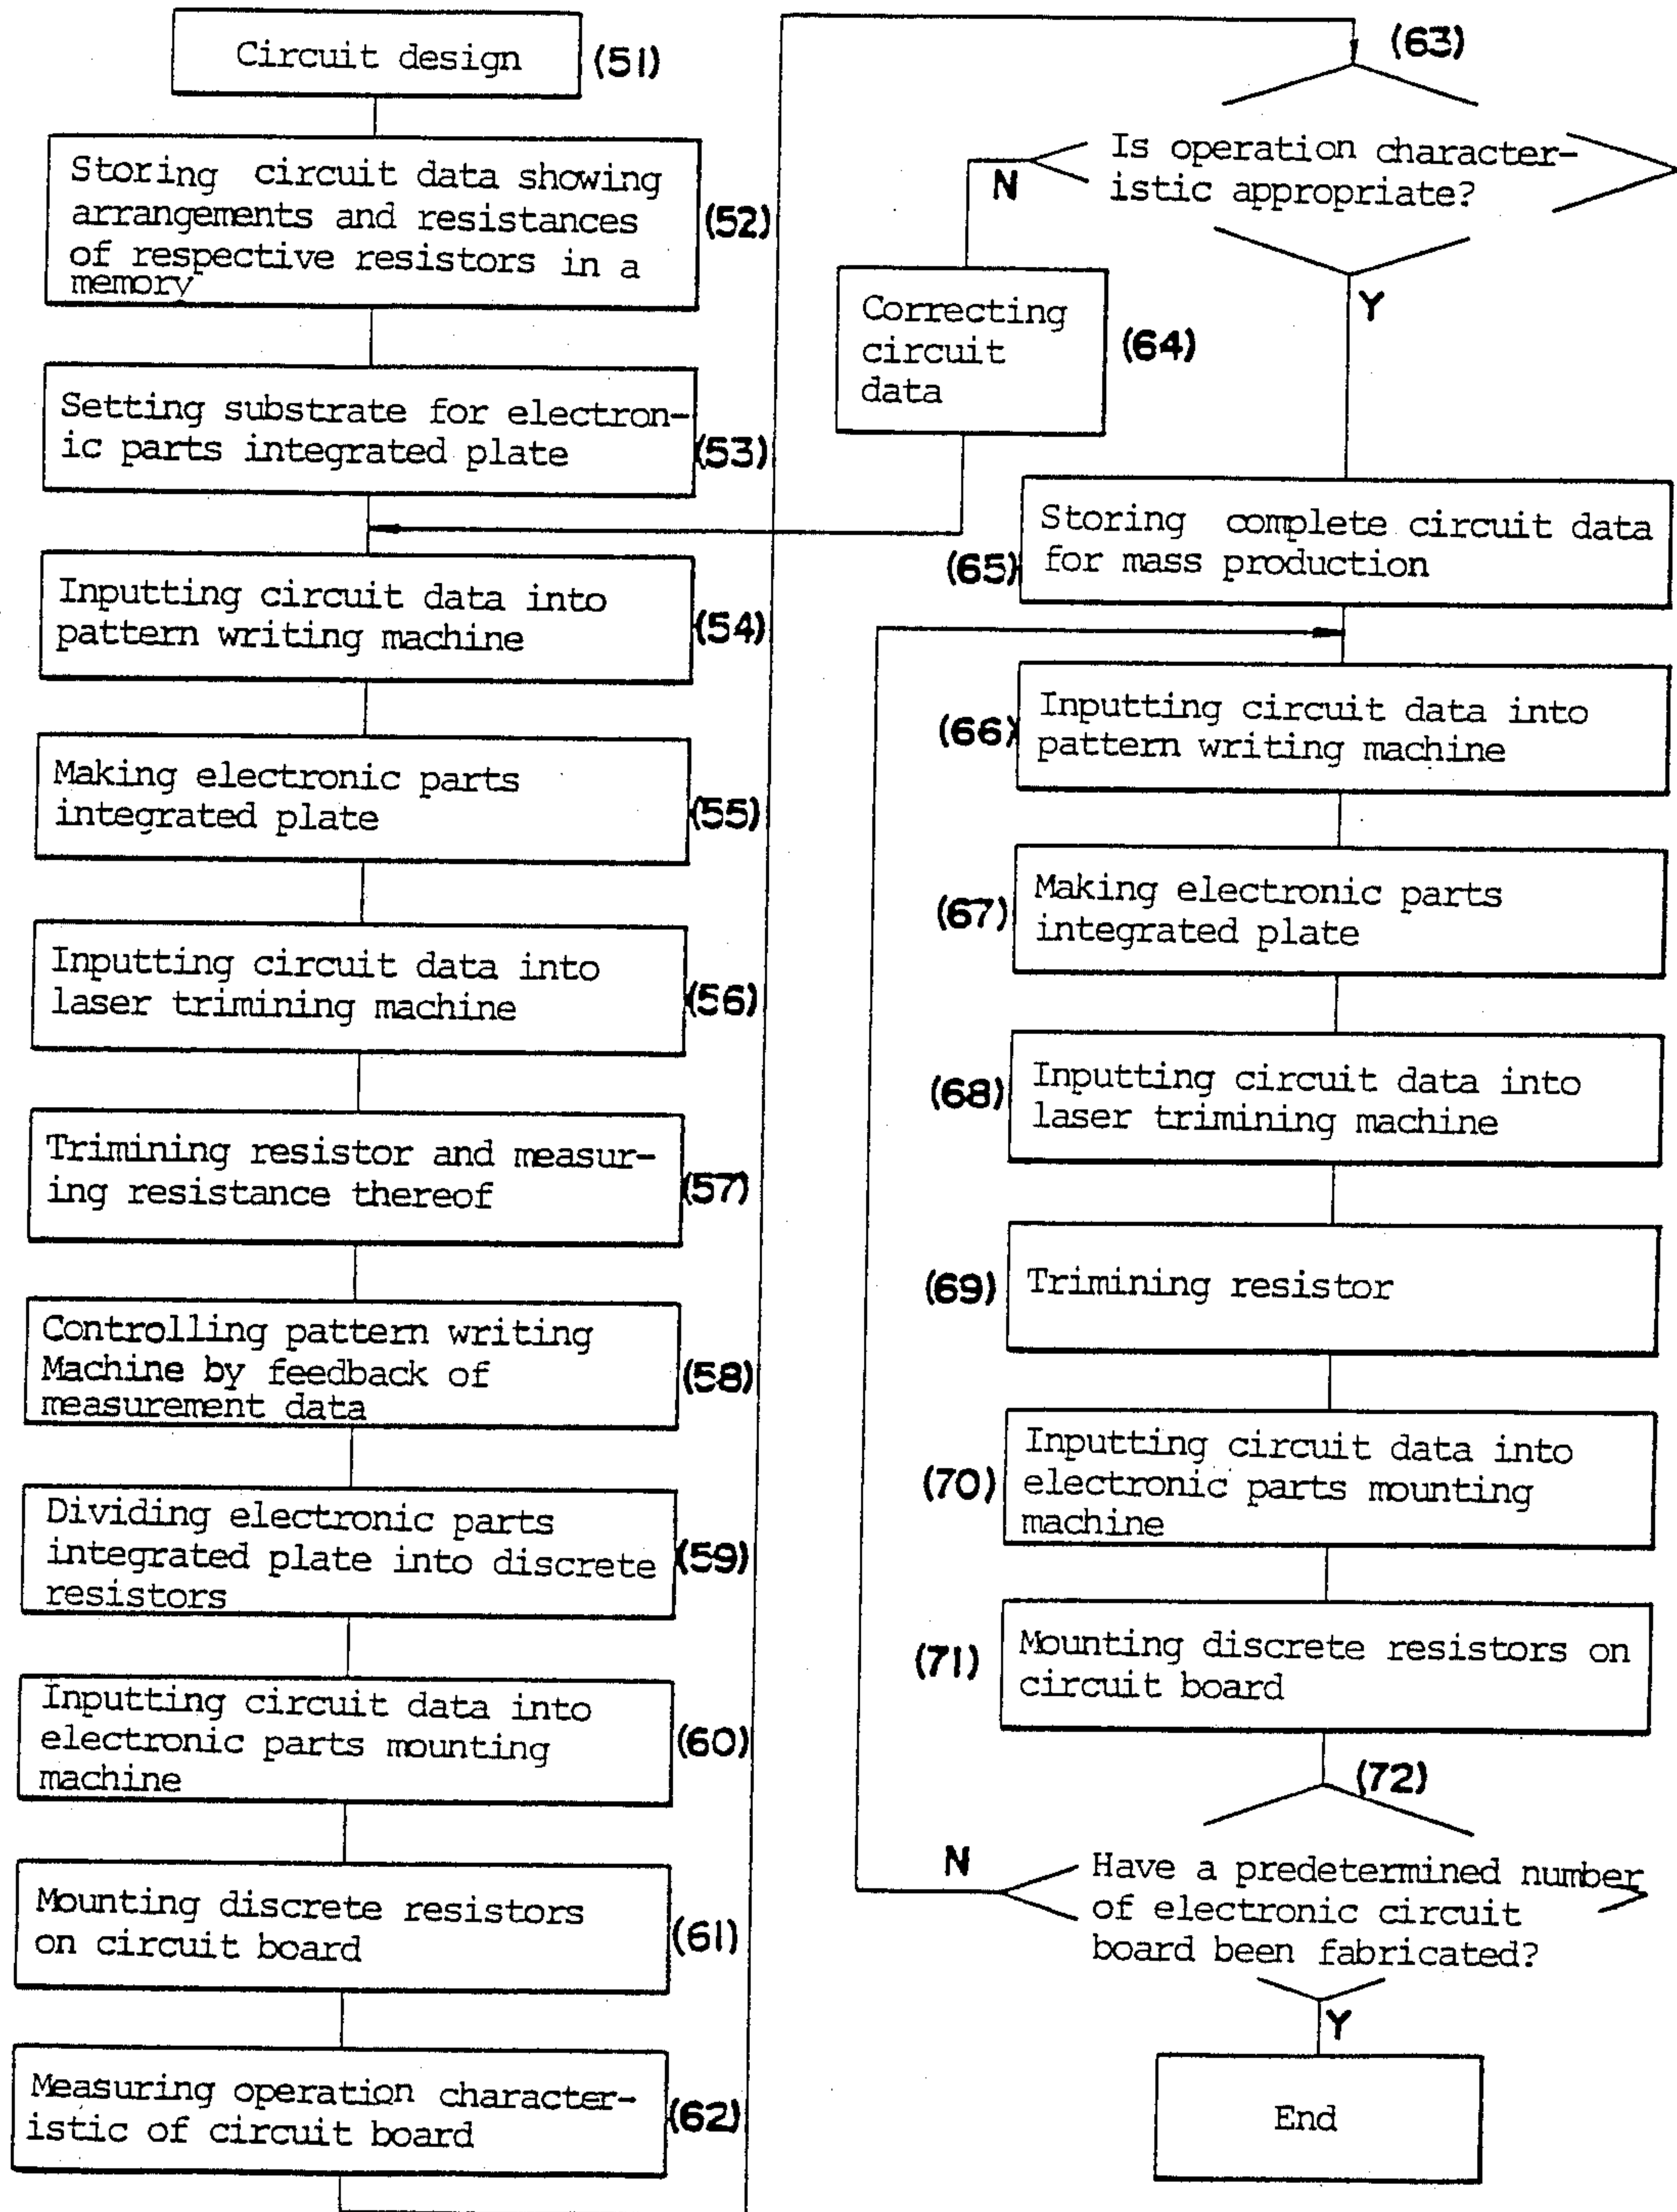 Circuit design
(51)
Storing circuit data showing
arrangements and resistances
of respective resistors in a
memory
(52)
Setting substrate for electron-
ic parts integrated plate
(53)
Inputting circuit data into
pattern writing machine
(54)
Making electronic parts
integrated plate
(55)
Inputting circuit data into
laser trimining machine
(56)
Trimining resistor and measur-
ing resistance thereof
(57)
Controlling pattern writing
Machine by feedback of
measurement data
(58)
Dividing electronic parts
integrated plate into discrete
resistors
(59)
Inputting circuit data into
electronic parts mounting
machine
(60)
Mounting discrete resistors
on circuit board
(61)
Measuring operation character-
istic of circuit board
(62)
(63)
Is operation character-
istic appropriate?
N
Y
Correcting
circuit
data
(64)
Storing complete circuit data
for mass production
(65)
Inputting circuit data into
pattern writing machine
(66)
Making electronic parts
integrated plate
(67)
Inputting circuit data into
laser trimining machine
(68)
Trimining resistor
(69)
Inputting circuit data into
electronic parts mounting
machine
(70)
Mounting discrete resistors on
circuit board
(71)
(72)
Have a predetermined number
of electronic circuit
board been fabricated?
N
Y
End